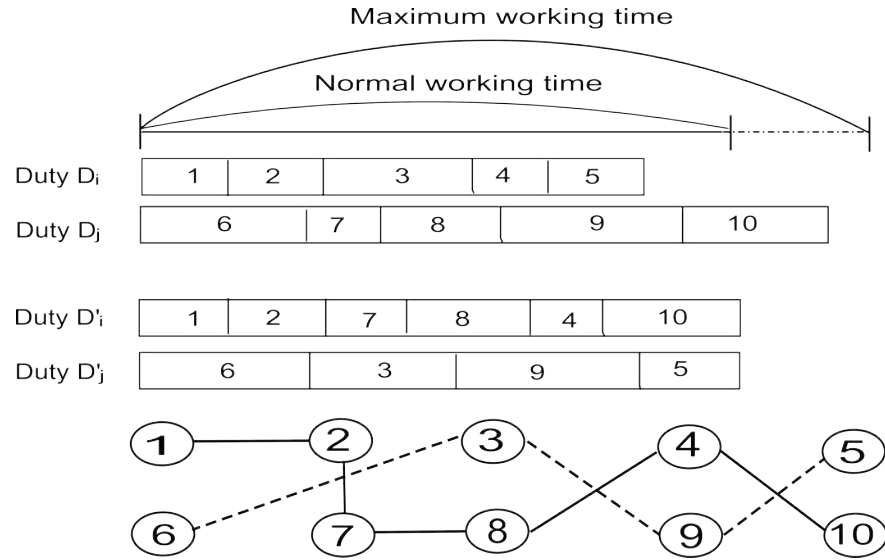 Maximum working time
Normal working time
Duty Di 1 2 3 4 5
Duty Dj 6 7 8 9 10
Duty D'i 1 2 7 8 4 10
Duty D'j 6 3 9 5
1 2 3 4 5
6 7 8 9 10